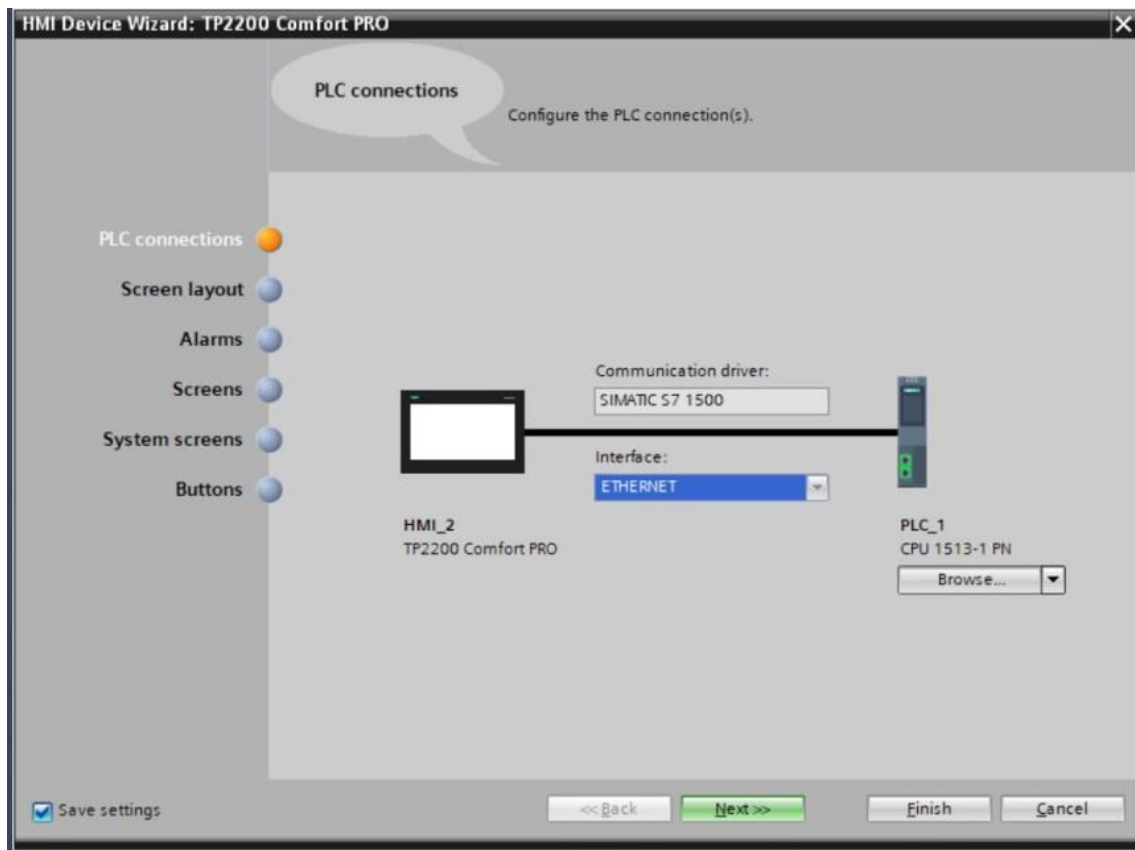 HMI Device Wizard: TP2200 Comfort PRO
PLC connections
Configure the PLC connection(s).
PLC connections
Screen layout
Alarms
Screens
System screens
Buttons
Communication driver:
SIMATIC S7 1500
Interface:
ETHERNET
HMI_2
TP2200 Comfort PRO
PLC_1
CPU 1513-1 PN
Browse...
Save settings
<< Back
Next >>
Finish
Cancel